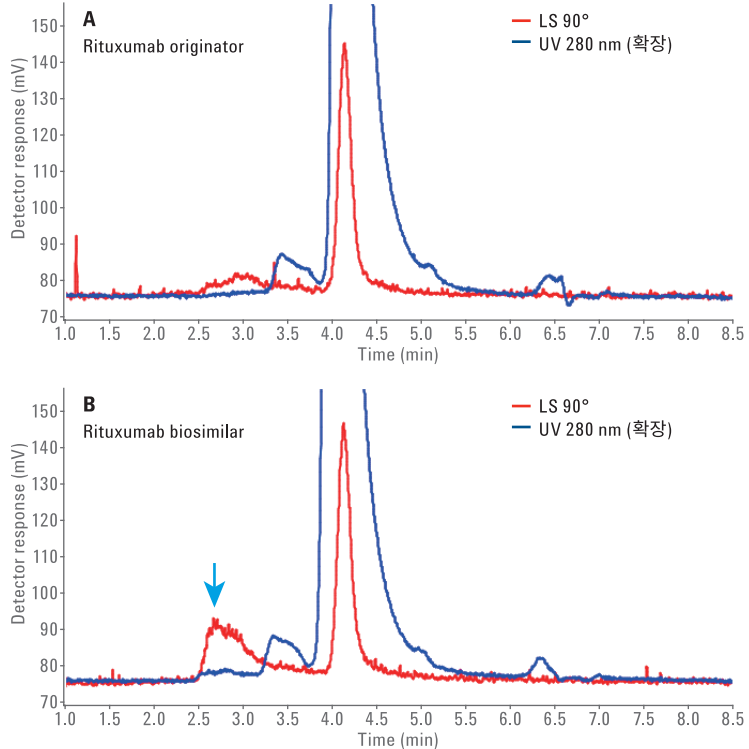 A
Rituxumab originator
LS 90°
UV 280 nm (확장)
Detector response (mV)
150
140
130
120
110
100
90
80
70
1.0 1.5 2.0 2.5 3.0 3.5 4.0 4.5 5.0 5.5 6.0 6.5 7.0 7.5 8.0 8.5
Time (min)
B
Rituxumab biosimilar
LS 90°
UV 280 nm (확장)
Detector response (mV)
150
140
130
120
110
100
90
80
70
1.0 1.5 2.0 2.5 3.0 3.5 4.0 4.5 5.0 5.5 6.0 6.5 7.0 7.5 8.0 8.5
Time (min)